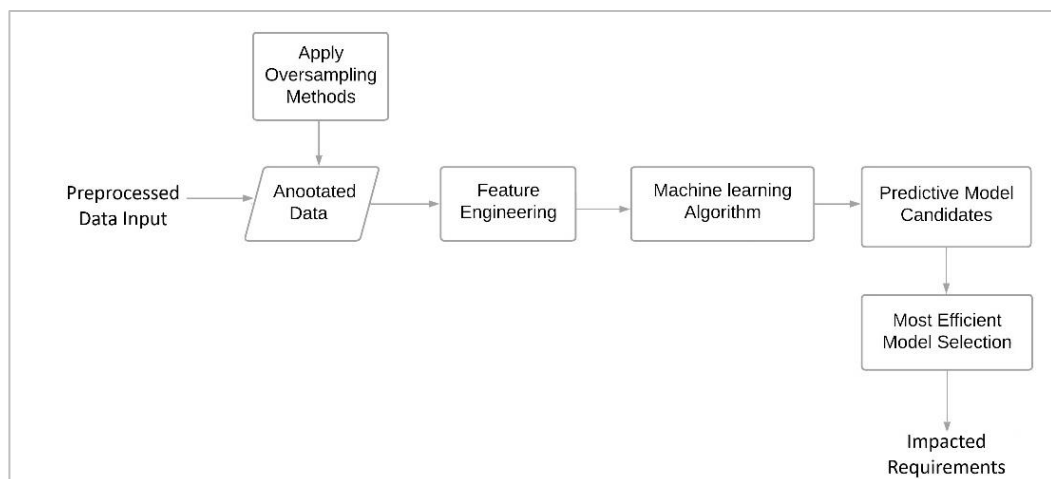 Apply
Oversampling
Methods
Preprocessed
Data Input
Anootated
Data
Feature
Engineering
Machine learning
Algorithm
Predictive Model
Candidates
Most Efficient
Model Selection
Impacted
Requirements